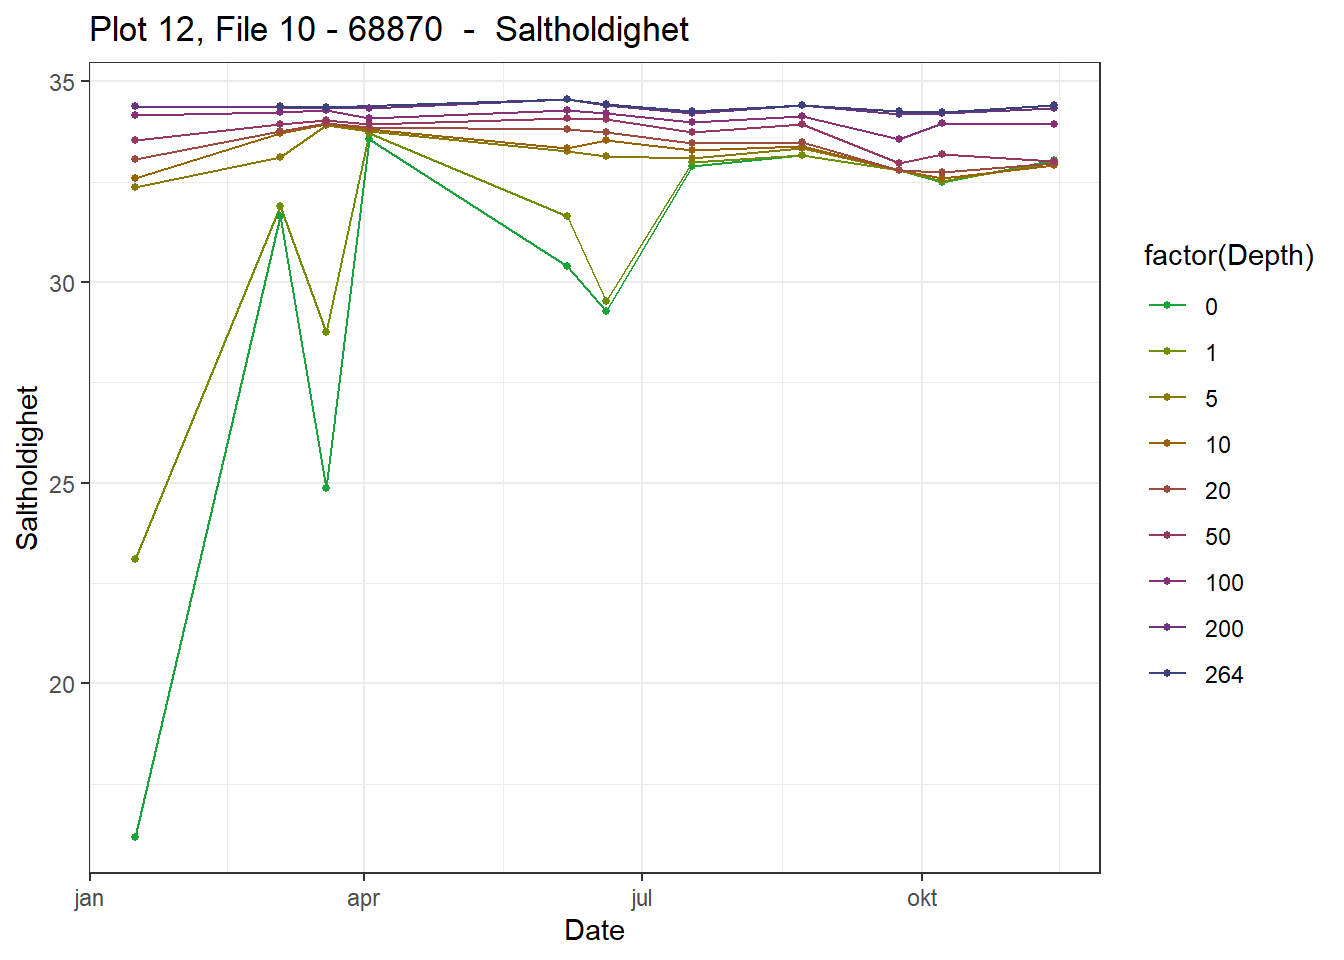 Plot 12, File 10 - 68870  -  Saltholdighet
35
30
25
20
Saltholdighet
jan
apr
jul
okt
Date
factor(Depth)
0
1
5
10
20
50
100
200
264